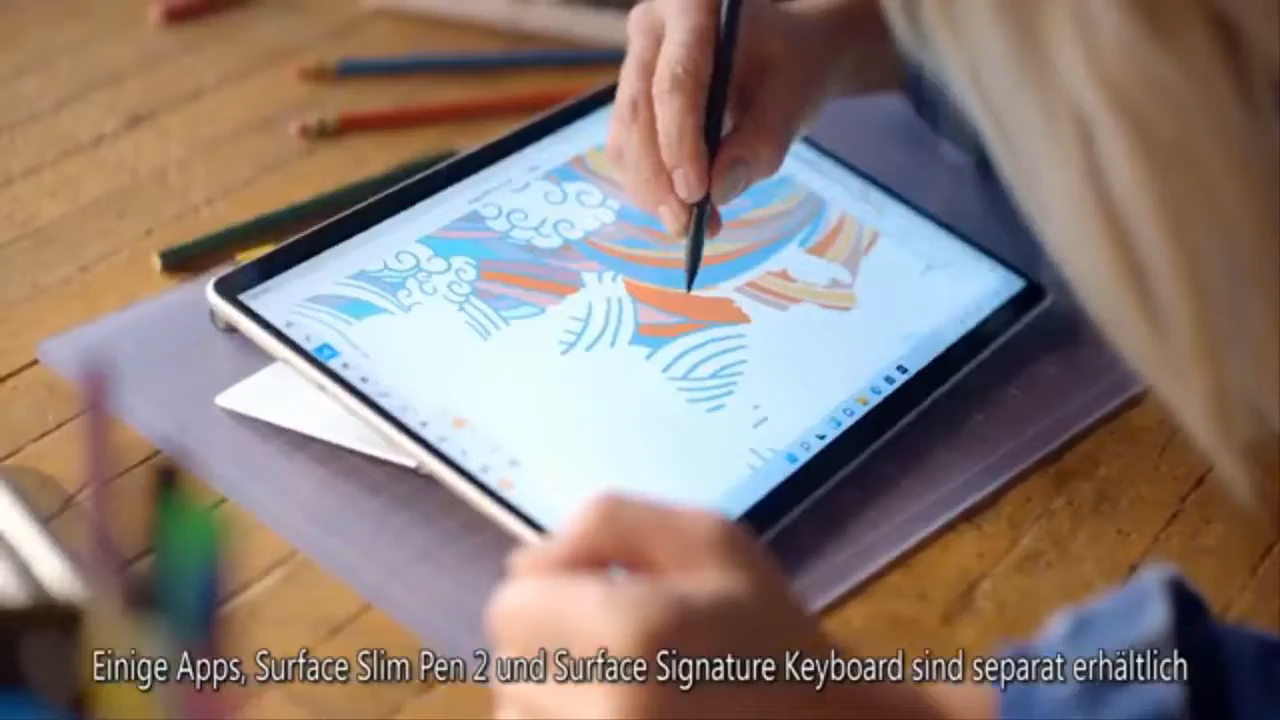 Einige Apps, Surface Slim Pen 2 und Surface Signature Keyboard sind separat erhältlich